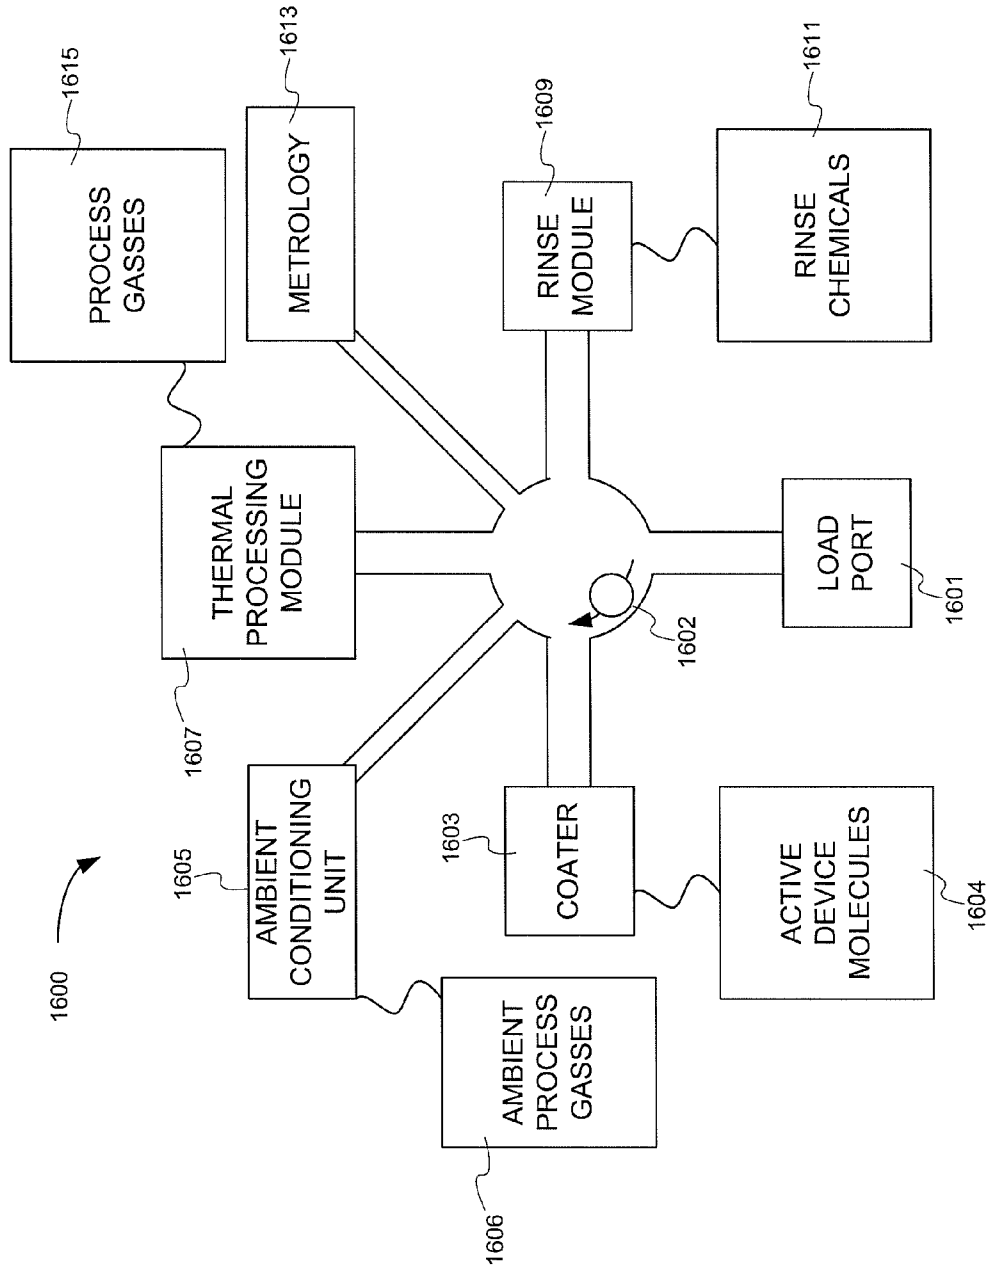 1600
1615
PROCESS
GASSES
1613
METROLOGY
1607
THERMAL
PROCESSING
MODULE
1605
AMBIENT
CONDITIONING
UNIT
1606
AMBIENT
PROCESS
GASSES
1603
COATER
1604
ACTIVE
DEVICE
MOLECULES
1602
1601
LOAD
PORT
1609
RINSE
MODULE
1611
RINSE
CHEMICALS